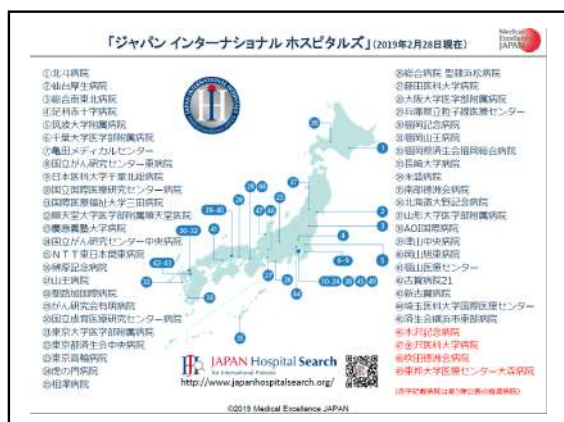 「ジャパン インターナショナル ホスピタルズ」(2019年2月28日現在)
Medical
Excellence
JAPAN
①北斗病院
②仙台厚生病院
③総合南東北病院
④足利赤十字病院
⑤筑波大学附属病院
⑥千葉大学医学部附属病院
⑦亀田メディカルセンター
⑧国立がん研究センター東病院
⑨日本医科大学千葉北総病院
⑩国立国際医療研究センター病院
⑪国際医療福祉大学三田病院
⑫順天堂大学医学部附属順天堂医院
⑬慶應義塾大学病院
⑭国立がん研究センター中央病院
⑮NTT東日本関東病院
⑯榊原記念病院
⑰山王病院
⑱聖路加国際病院
⑲がん研究会有明病院
⑳国立成育医療研究センター病院
㉑東京大学医学部附属病院
㉒東京都済生会中央病院
㉓東京高輪病院
㉔虎の門病院
㉕相澤病院
㉖総合病院 聖隷浜松病院
㉗藤田医科大学病院
㉘大阪大学医学部附属病院
㉙兵庫県立粒子線医療センター
㉚福岡記念病院
㉛福岡山王病院
㉜福岡県済生会福岡総合病院
㉝長崎大学病院
㉞米盛病院
㉟南部徳洲会病院
㊱北海道大野記念病院
㊲山形大学医学部附属病院
㊳AOI国際病院
㊴津山中央病院
㊵岡山旭東病院
㊶福山医療センター
㊷古賀病院21
㊸新古賀病院
㊹埼玉医科大学国際医療センター
㊺済生会横浜市東部病院
㊻木沢記念病院
㊼金沢医科大学病院
㊽吹田徳洲会病院
㊾東邦大学医療センター大森病院
JAPAN Hospital Search
for International Patients
http://www.japanhospitalsearch.org/
©2019 Medical Excellence JAPAN